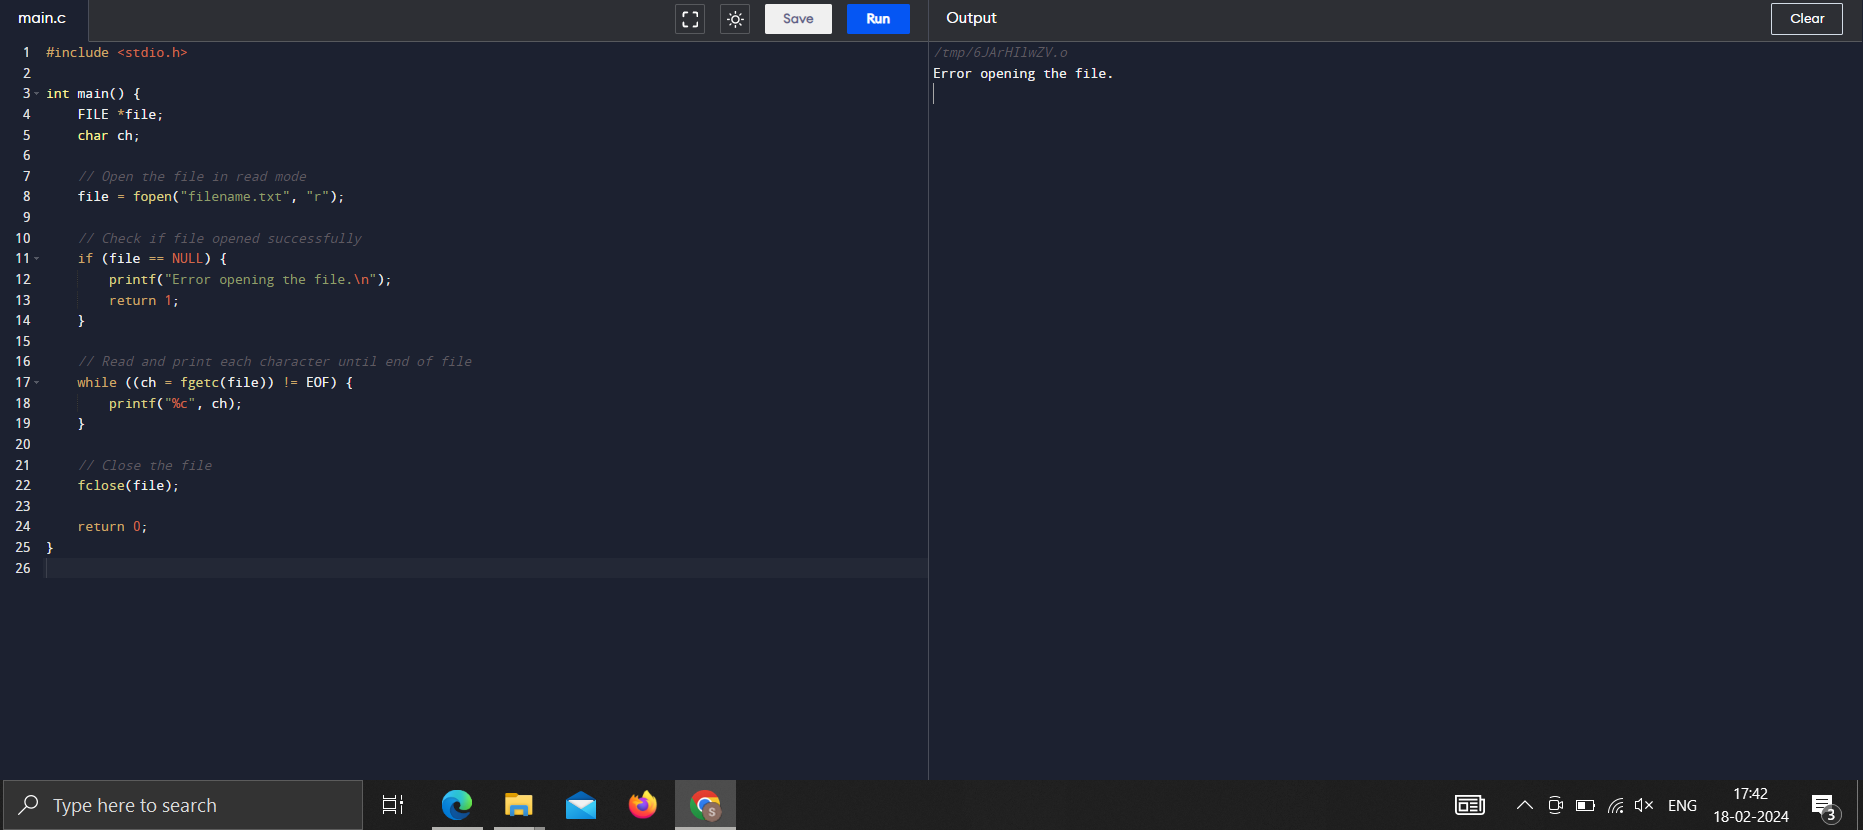 main.c
Save
Run
Output
Clear
1 #include <stdio.h>
2
3 int main() {
4     FILE *file;
5     char ch;
6
7     // Open the file in read mode
8     file = fopen("filename.txt", "r");
9
10     // Check if file opened successfully
11     if (file == NULL) {
12         printf("Error opening the file.\n");
13         return 1;
14     }
15
16     // Read and print each character until end of file
17     while ((ch = fgetc(file)) != EOF) {
18         printf("%c", ch);
19     }
20
21     // Close the file
22     fclose(file);
23
24     return 0;
25 }
26
/tmp/6JArHIlwZV.o
Error opening the file.
Type here to search
S
ENG
17:42
18-02-2024
3